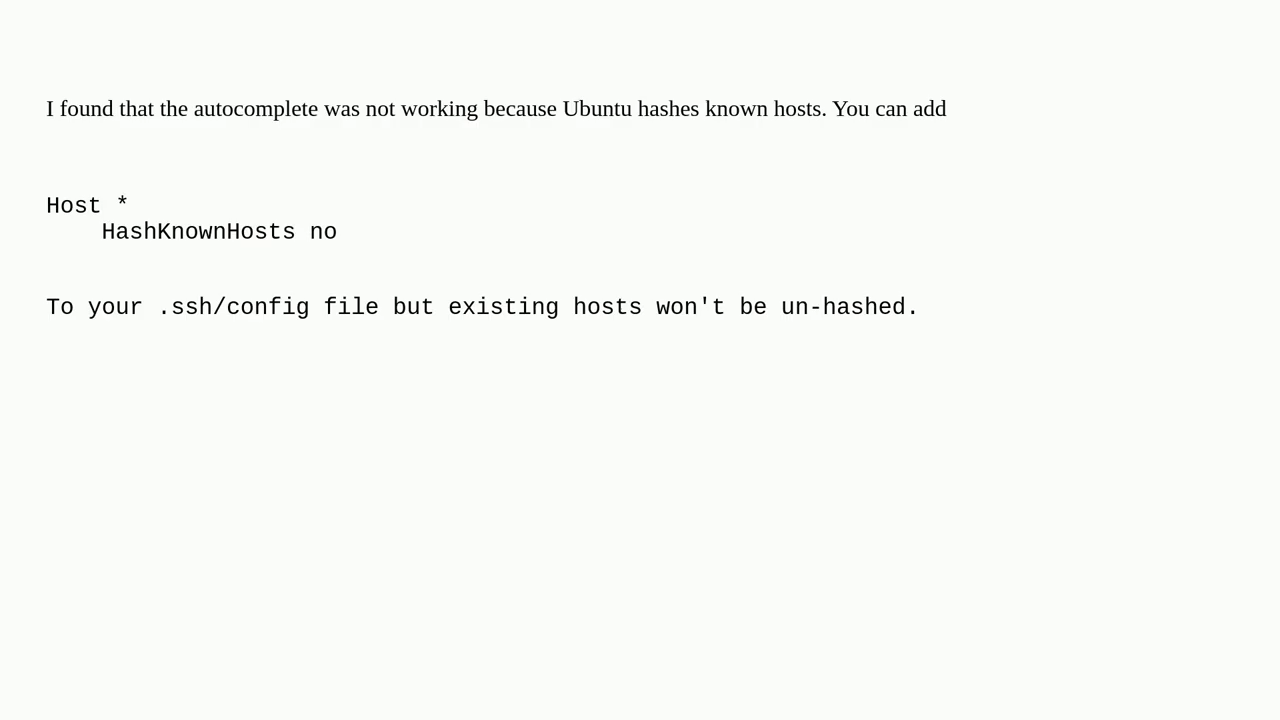 I found that the autocomplete was not working because Ubuntu hashes known hosts. You can add
Host *
    HashKnownHosts no
To your .ssh/config file but existing hosts won't be un-hashed.